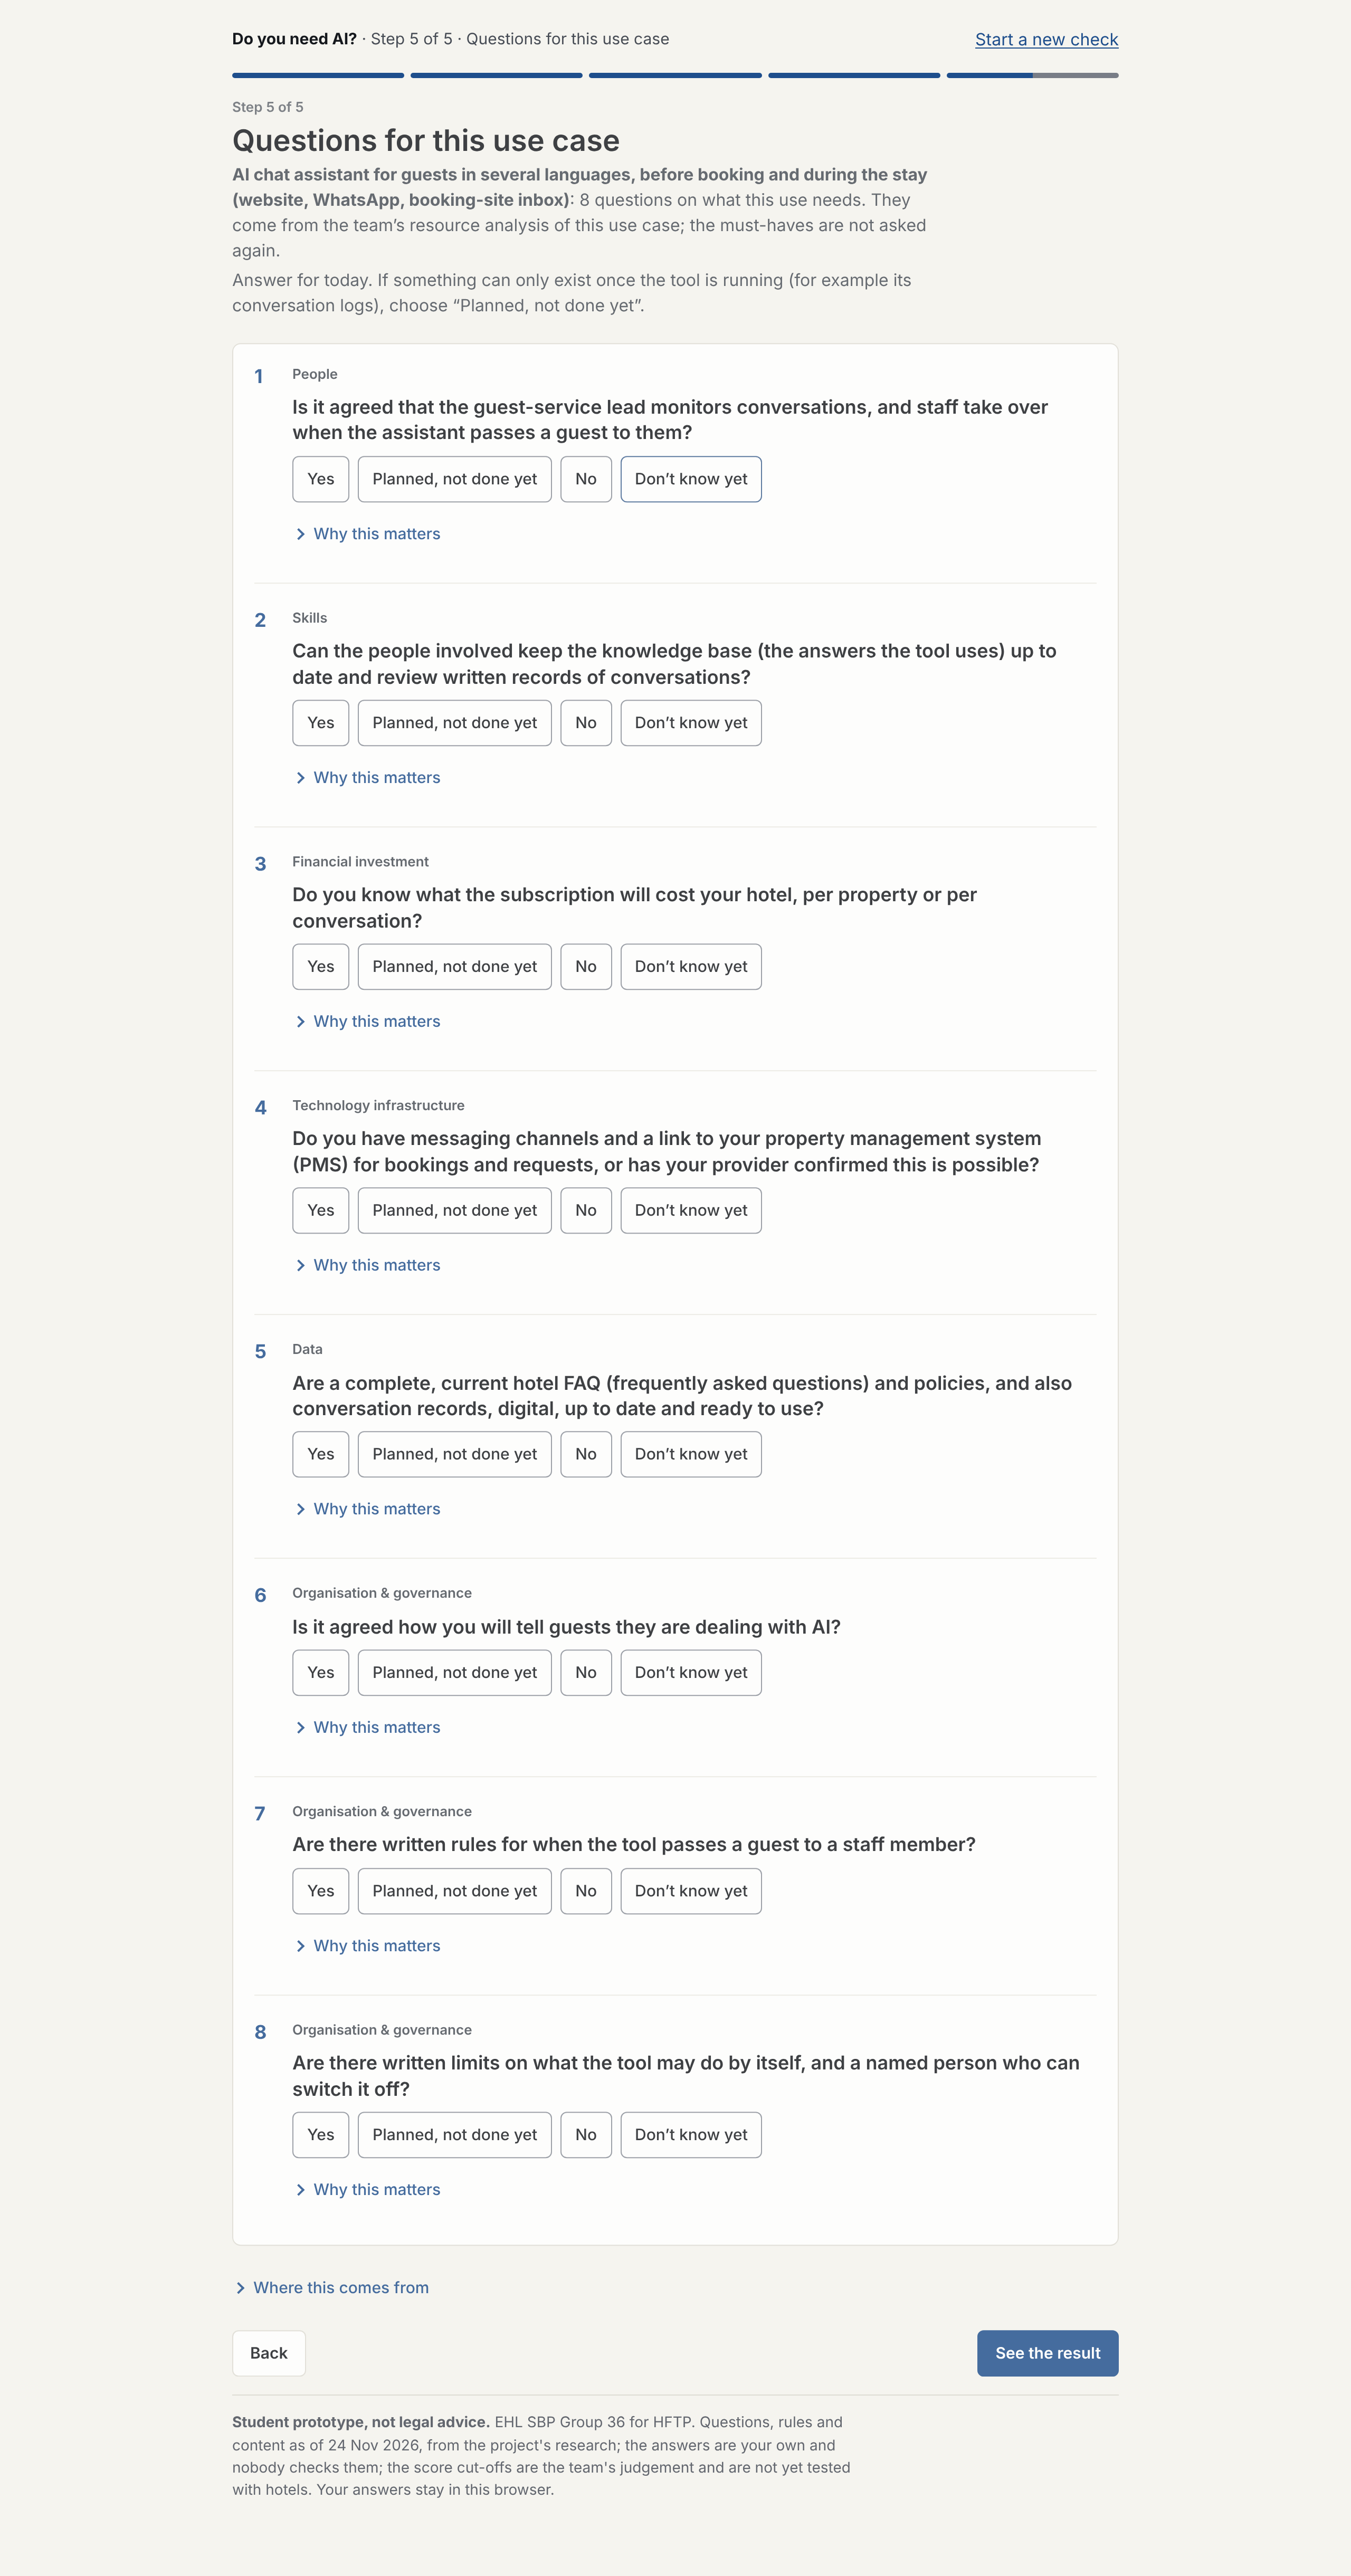 Do you need AI? · Step 5 of 5 · Questions for this use case
Start a new check
Step 5 of 5
Questions for this use case
AI chat assistant for guests in several languages, before booking and during the stay
(website, WhatsApp, booking-site inbox): 8 questions on what this use needs. They
come from the team’s resource analysis of this use case; the must-haves are not asked
again.
Answer for today. If something can only exist once the tool is running (for example its
conversation logs), choose “Planned, not done yet”.
1 People
Is it agreed that the guest-service lead monitors conversations, and staff take over
when the assistant passes a guest to them?
Yes Planned, not done yet No Don’t know yet
Why this matters
2 Skills
Can the people involved keep the knowledge base (the answers the tool uses) up to
date and review written records of conversations?
Yes Planned, not done yet No Don’t know yet
Why this matters
3 Financial investment
Do you know what the subscription will cost your hotel, per property or per
conversation?
Yes Planned, not done yet No Don’t know yet
Why this matters
4 Technology infrastructure
Do you have messaging channels and a link to your property management system
(PMS) for bookings and requests, or has your provider confirmed this is possible?
Yes Planned, not done yet No Don’t know yet
Why this matters
5 Data
Are a complete, current hotel FAQ (frequently asked questions) and policies, and also
conversation records, digital, up to date and ready to use?
Yes Planned, not done yet No Don’t know yet
Why this matters
6 Organisation & governance
Is it agreed how you will tell guests they are dealing with AI?
Yes Planned, not done yet No Don’t know yet
Why this matters
7 Organisation & governance
Are there written rules for when the tool passes a guest to a staff member?
Yes Planned, not done yet No Don’t know yet
Why this matters
8 Organisation & governance
Are there written limits on what the tool may do by itself, and a named person who can
switch it off?
Yes Planned, not done yet No Don’t know yet
Why this matters
Where this comes from
Back
See the result
Student prototype, not legal advice. EHL SBP Group 36 for HFTP. Questions, rules and
content as of 24 Nov 2026, from the project's research; the answers are your own and
nobody checks them; the score cut-offs are the team's judgement and are not yet tested
with hotels. Your answers stay in this browser.